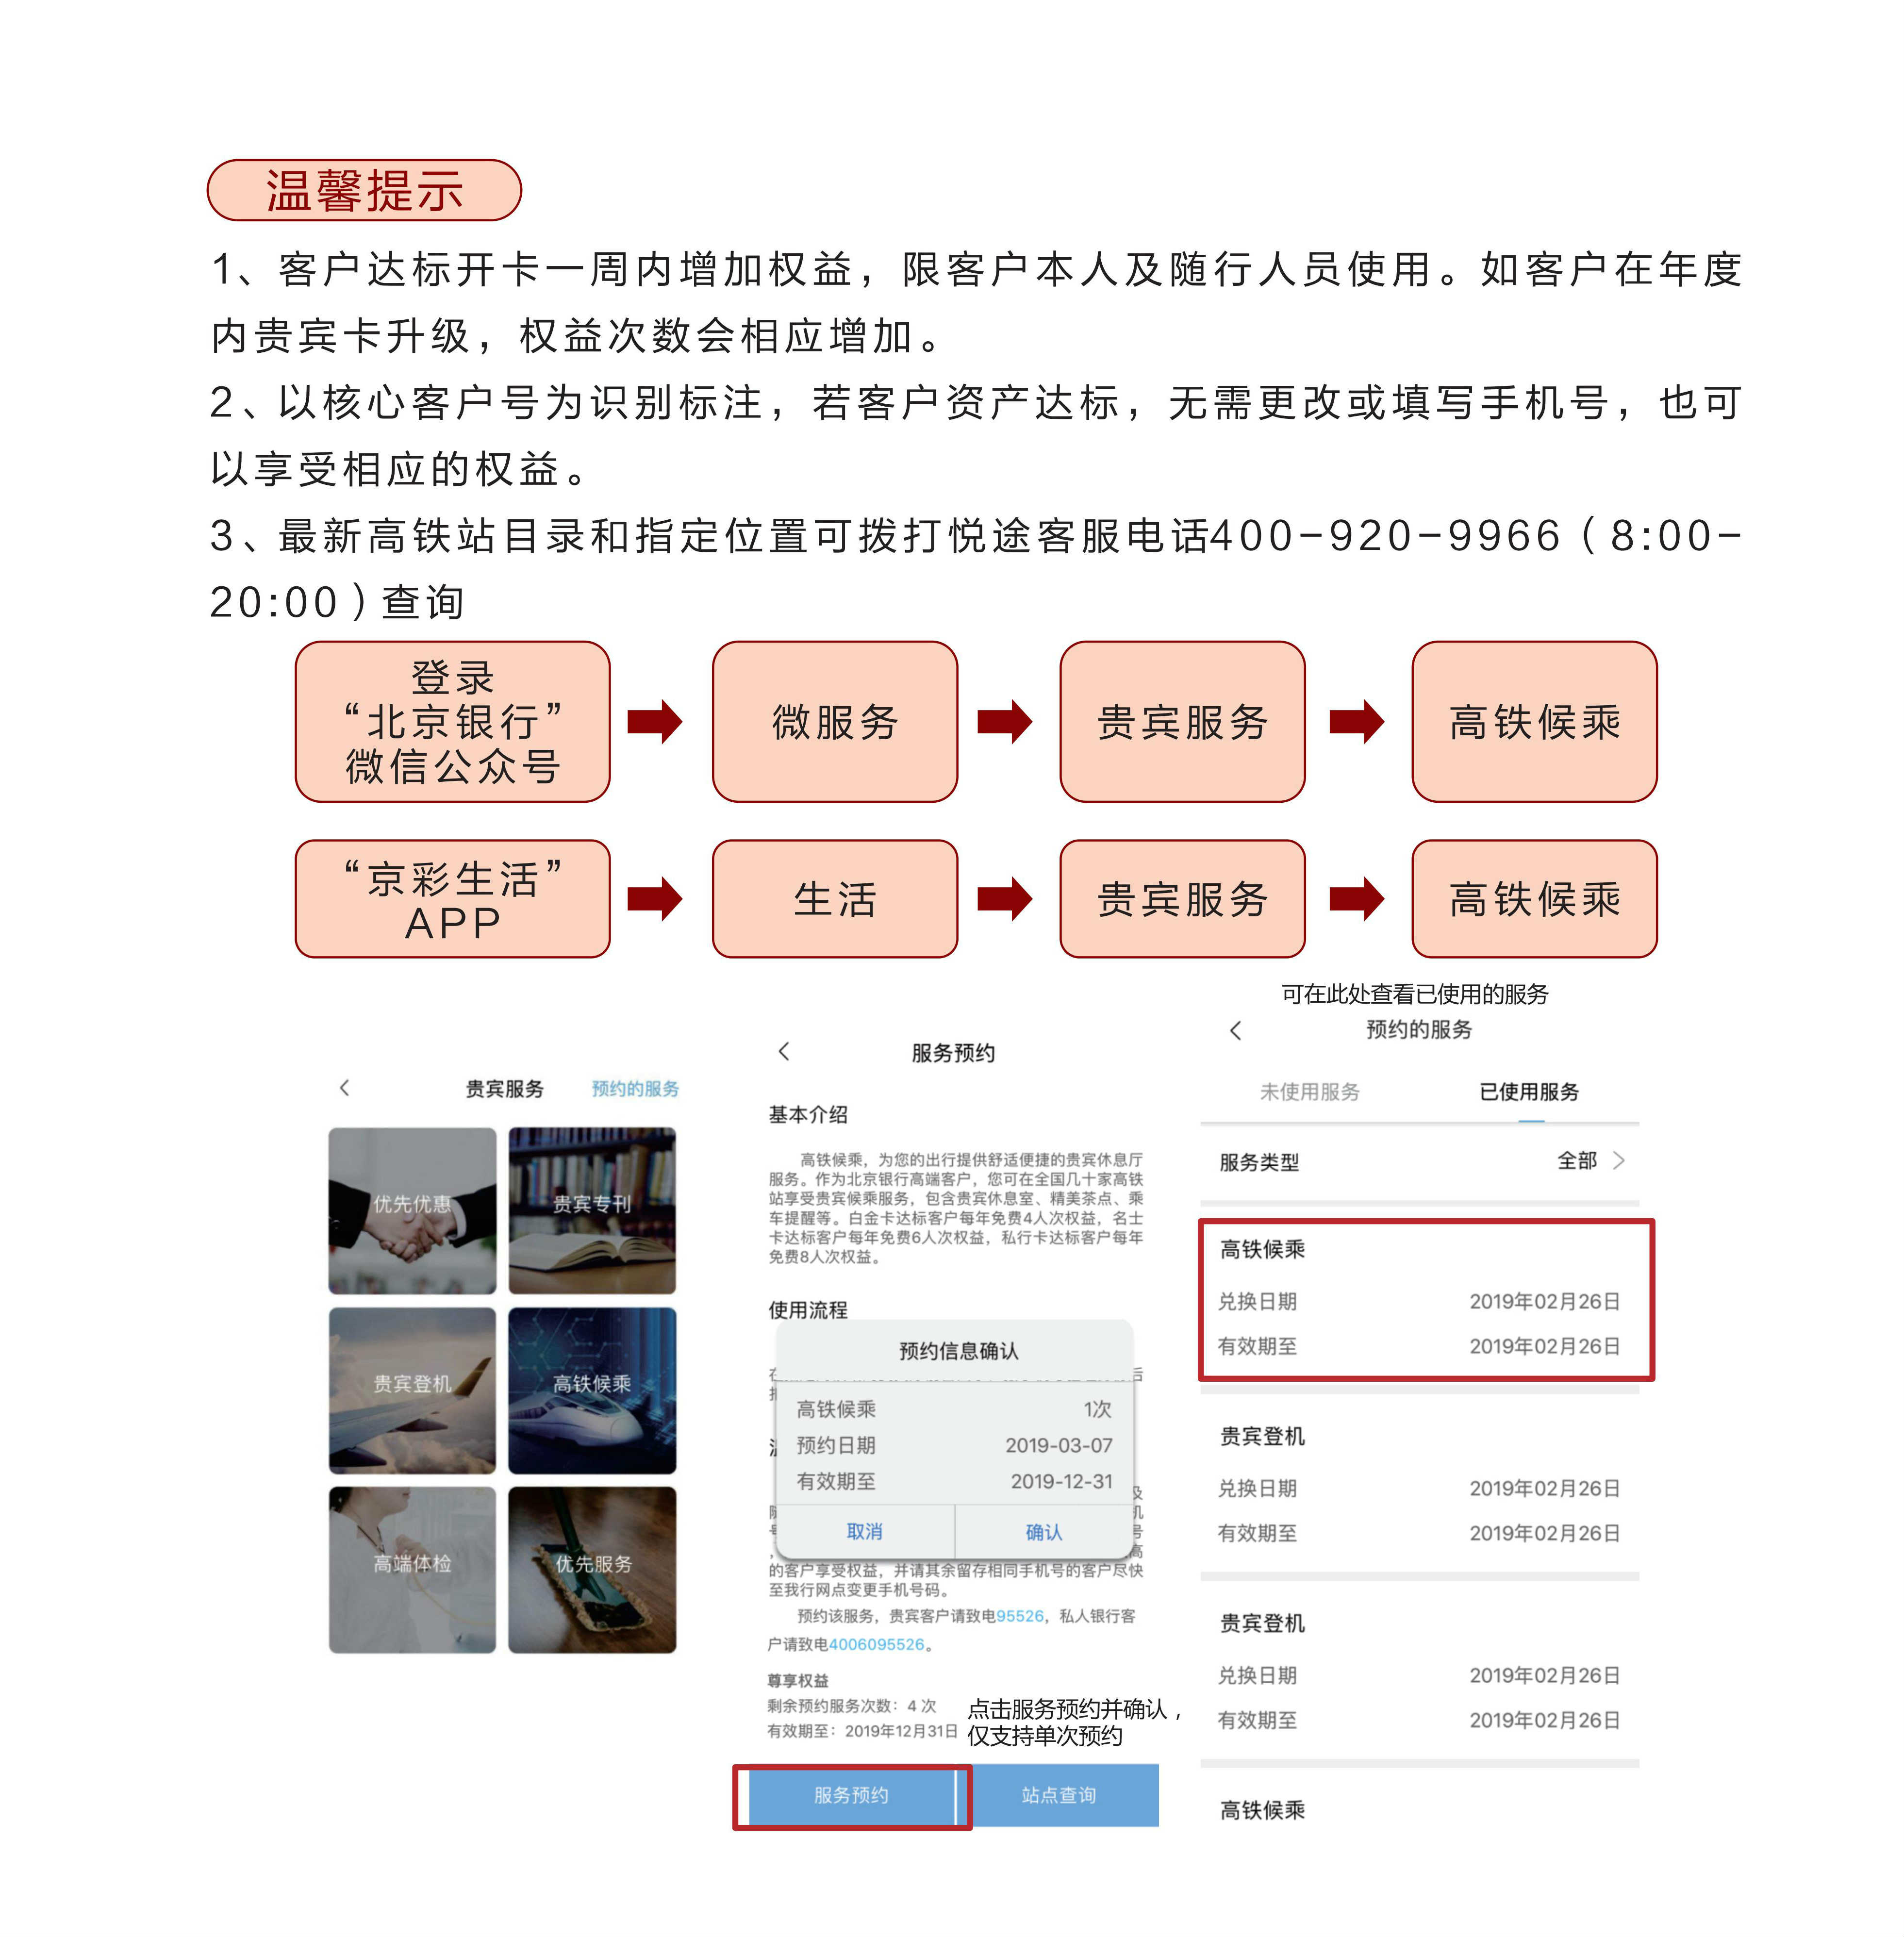 温馨提示
1、客户达标开卡一周内增加权益，限客户本人及随行人员使用。如客户在年度
内贵宾卡升级，权益次数会相应增加。
2、以核心客户号为识别标注，若客户资产达标，无需更改或填写手机号，也可
以享受相应的权益。
3、最新高铁站目录和指定位置可拨打悦途客服电话400-920-9966（8:00-
20:00）查询
登录
“北京银行”
微信公众号
微服务
贵宾服务
高铁候乘
“京彩生活”
APP
生活
贵宾服务
高铁候乘
贵宾服务
预约的服务
优先优惠
贵宾专刊
贵宾登机
高铁候乘
高端体检
优先服务
服务预约
基本介绍
高铁候乘，为您的出行提供舒适便捷的贵宾休息厅
服务。作为北京银行高端客户，您可在全国几十家高铁
站享受贵宾候乘服务，包含贵宾休息室、精美茶点、乘
车提醒等。白金卡达标客户每年免费4人次权益，名士
卡达标客户每年免费6人次权益，私行卡达标客户每年
免费8人次权益。
使用流程
预约信息确认
后
高铁候乘 1次
预约日期 2019-03-07
有效期至 2019-12-31
及
机
号
高
取消 确认
的客户享受权益，并请其余留存相同手机号的客户尽快
至我行网点变更手机号码。
预约该服务，贵宾客户请致电95526，私人银行客
户请致电4006095526。
尊享权益
剩余预约服务次数：4 次
有效期至：2019年12月31日
点击服务预约并确认，
仅支持单次预约
服务预约
站点查询
可在此处查看已使用的服务
预约的服务
未使用服务 已使用服务
服务类型 全部
高铁候乘
兑换日期 2019年02月26日
有效期至 2019年02月26日
贵宾登机
兑换日期 2019年02月26日
有效期至 2019年02月26日
贵宾登机
兑换日期 2019年02月26日
有效期至 2019年02月26日
高铁候乘